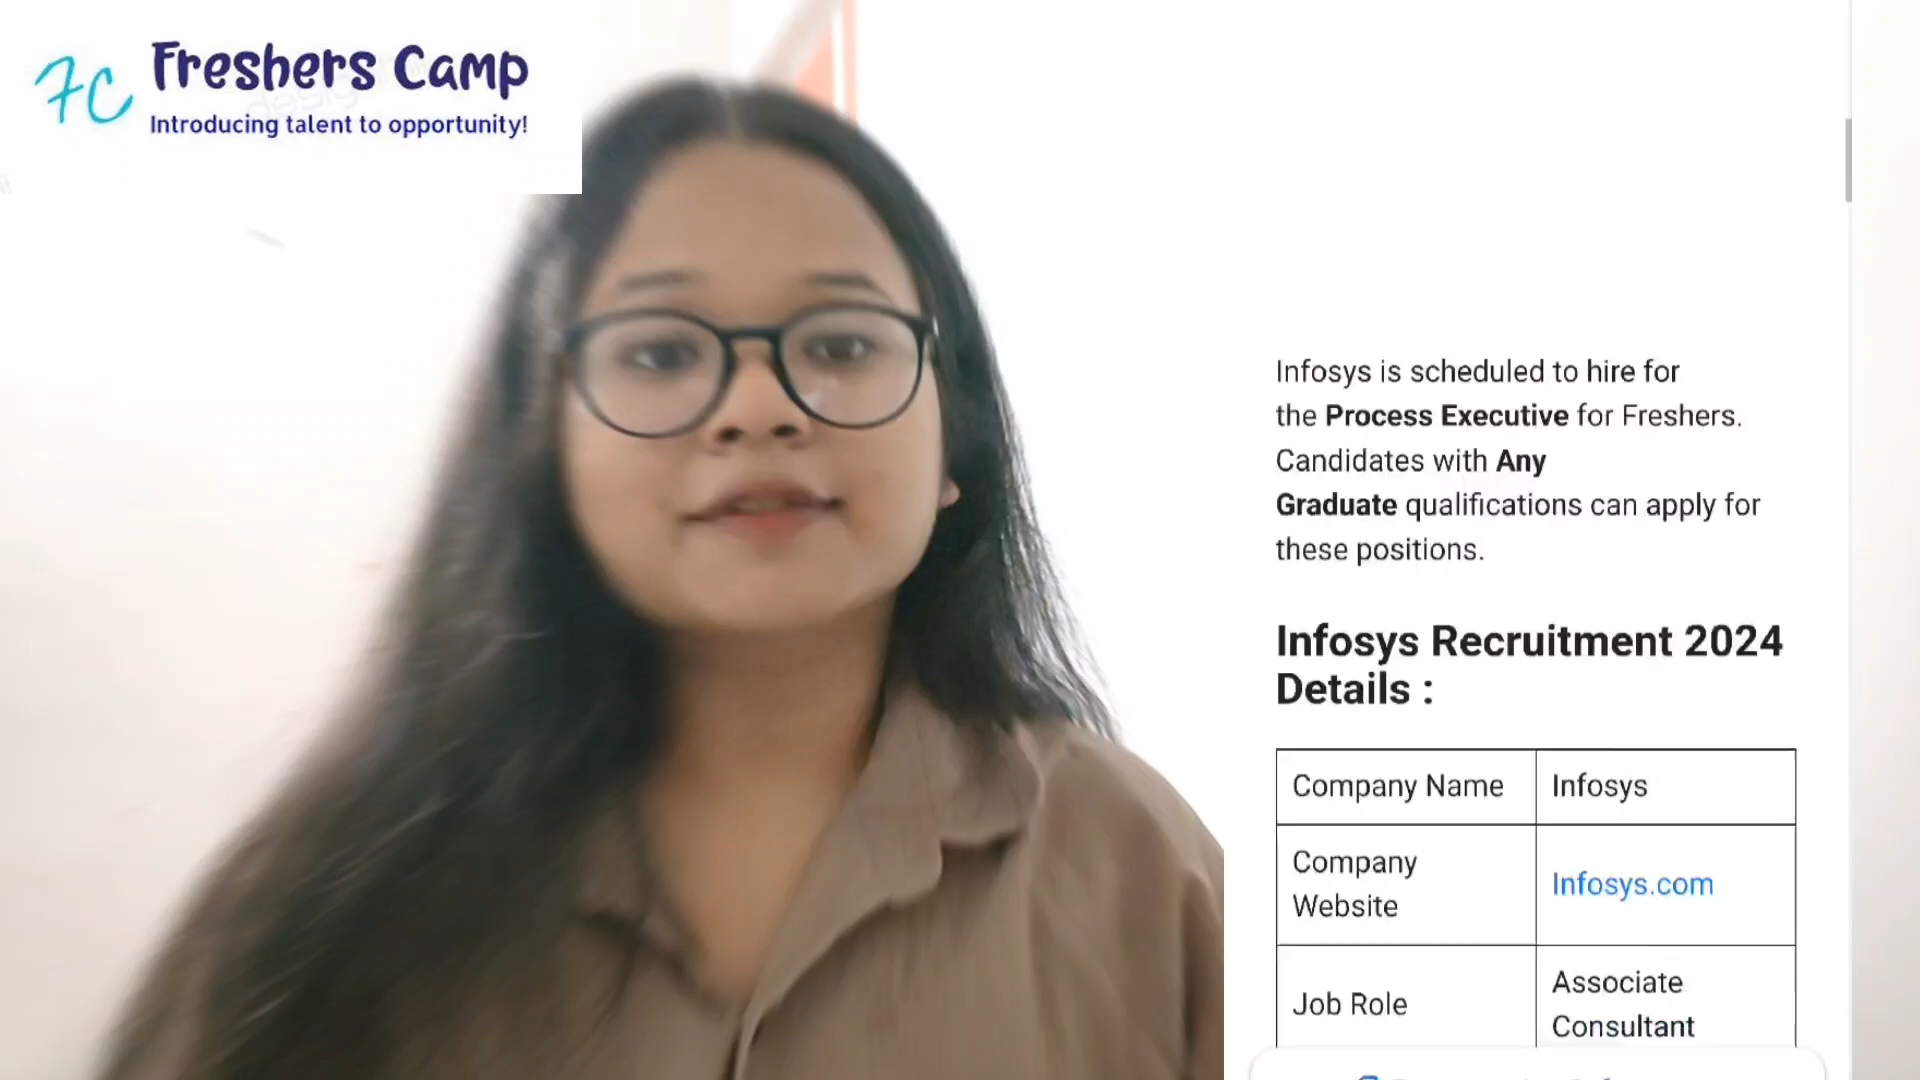 Freshers Camp
Introducing talent to opportunity!
Infosys is scheduled to hire for
the Process Executive for Freshers.
Candidates with Any
Graduate qualifications can apply for
these positions.
Infosys Recruitment 2024
Details :
Company Name Infosys
Company
Website
Infosys.com
Job Role
Associate
Consultant